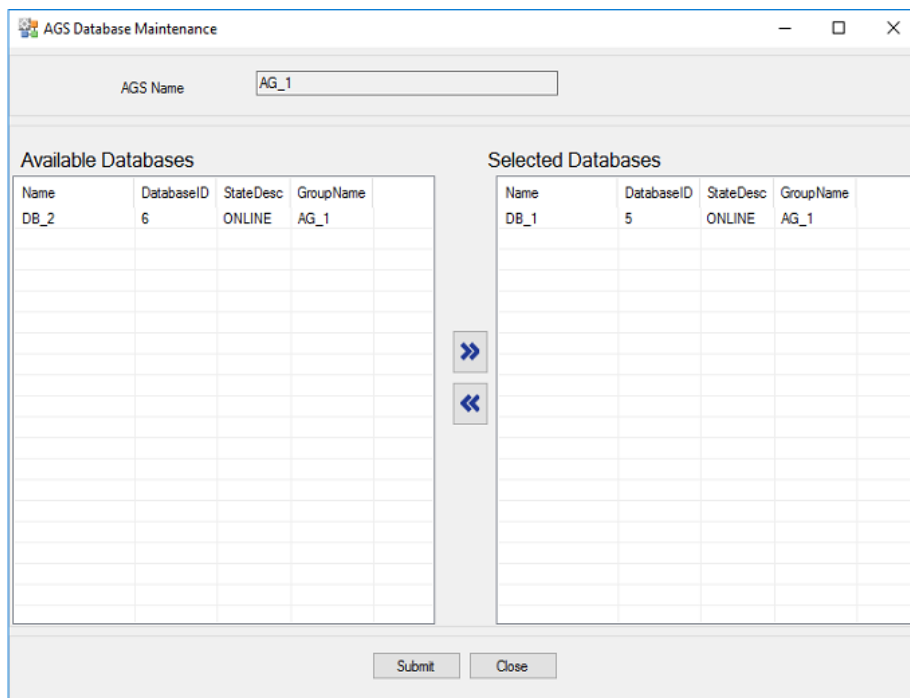 AGS Database Maintenance
AGS Name AG_1
Available Databases
Name DatabaseID StateDesc GroupName
DB_2 6 ONLINE AG_1
Selected Databases
Name DatabaseID StateDesc GroupName
DB_1 5 ONLINE AG_1
Submit Close